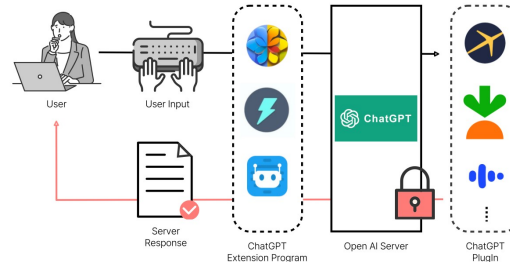 ChatGPT
User
User Input
Server
Response
ChatGPT
Extension Program
Open AI Server
ChatGPT
PlugIn